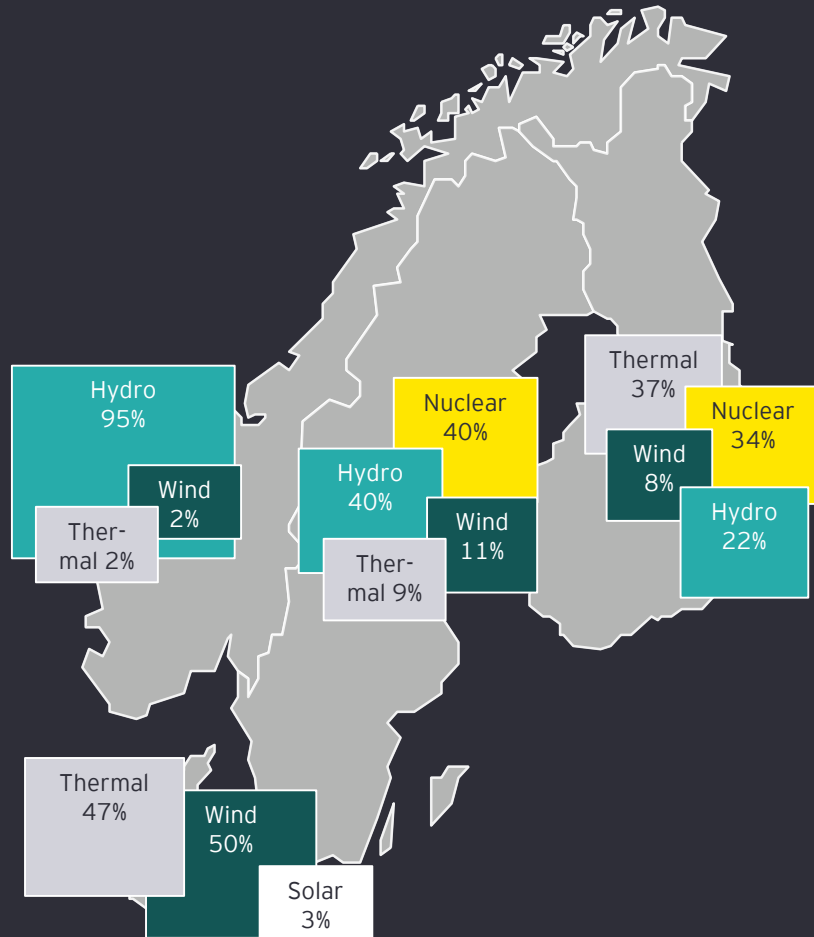 Hydro
95%
Wind
2%
Ther-
mal 2%
Nuclear
40%
Hydro
40%
Wind
11%
Ther-
mal 9%
Thermal
37%
Nuclear
34%
Wind
8%
Hydro
22%
Thermal
47%
Wind
50%
Solar
3%